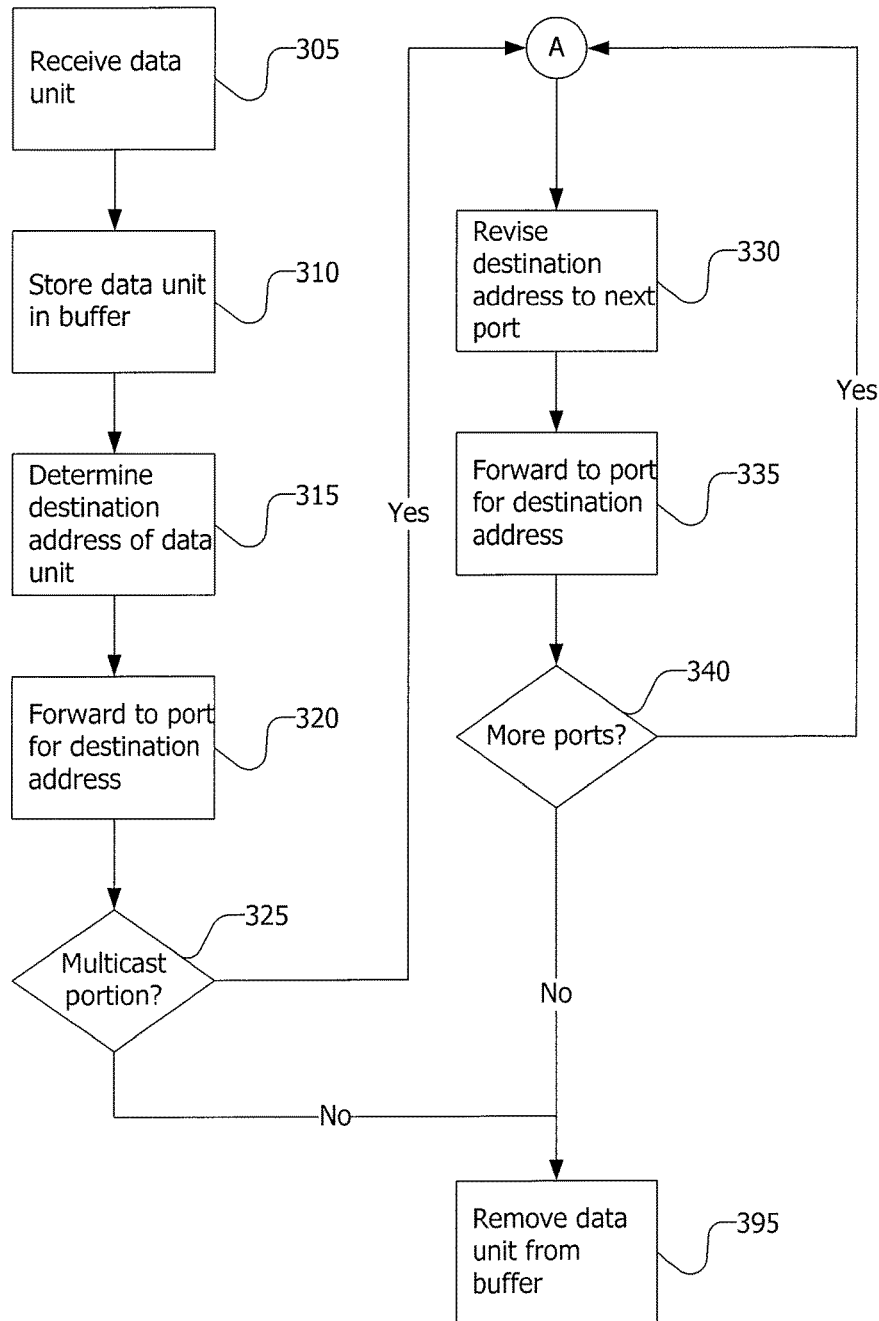 Receive data
unit
305
Store data unit
in buffer
310
Determine
destination
address of data
unit
315
Forward to port
for destination
address
320
Multicast
portion?
325
Yes
No
A
Revise
destination
address to next
port
330
Forward to port
for destination
address
335
More ports?
340
Yes
No
Remove data
unit from
buffer
395